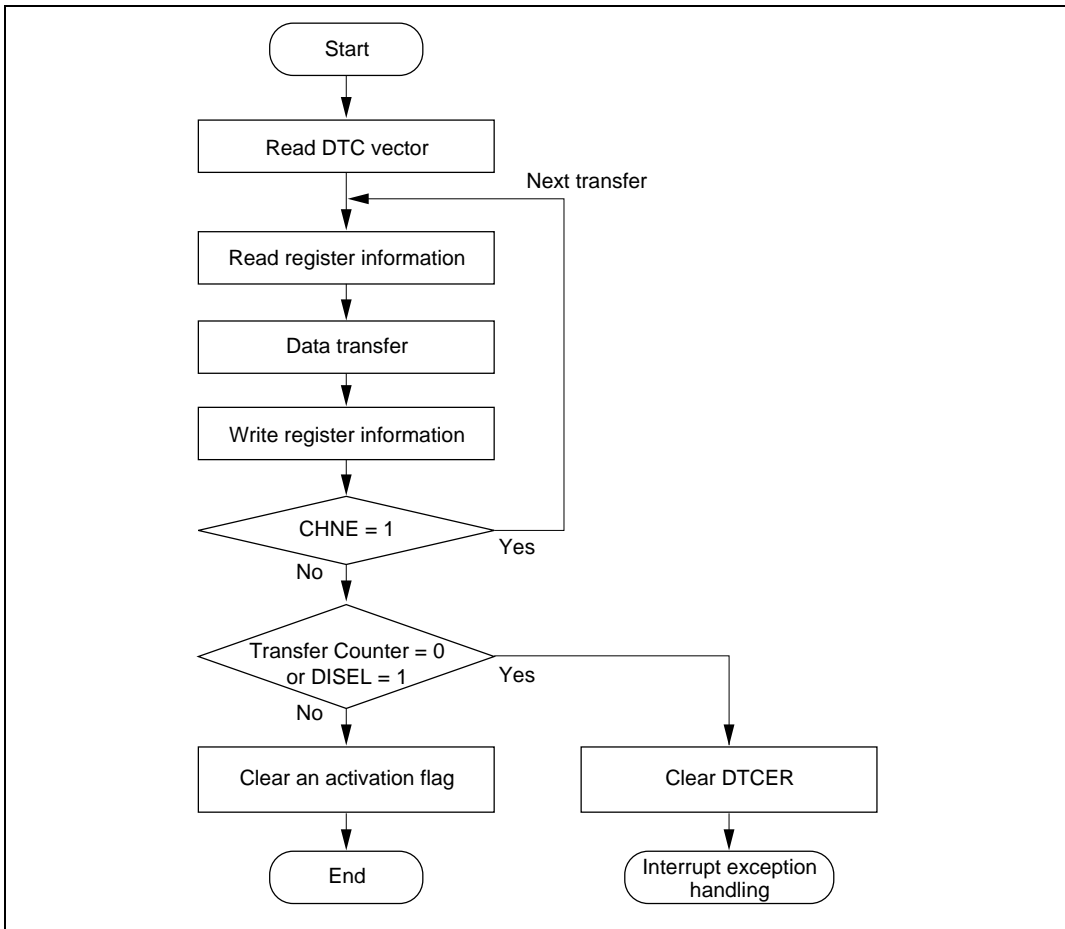 Start
Read DTC vector
Next transfer
Read register information
Data transfer
Write register information
CHNE = 1
Yes
No
Transfer Counter = 0
or DISEL = 1
Yes
No
Clear an activation flag
Clear DTCER
End
Interrupt exception
handling